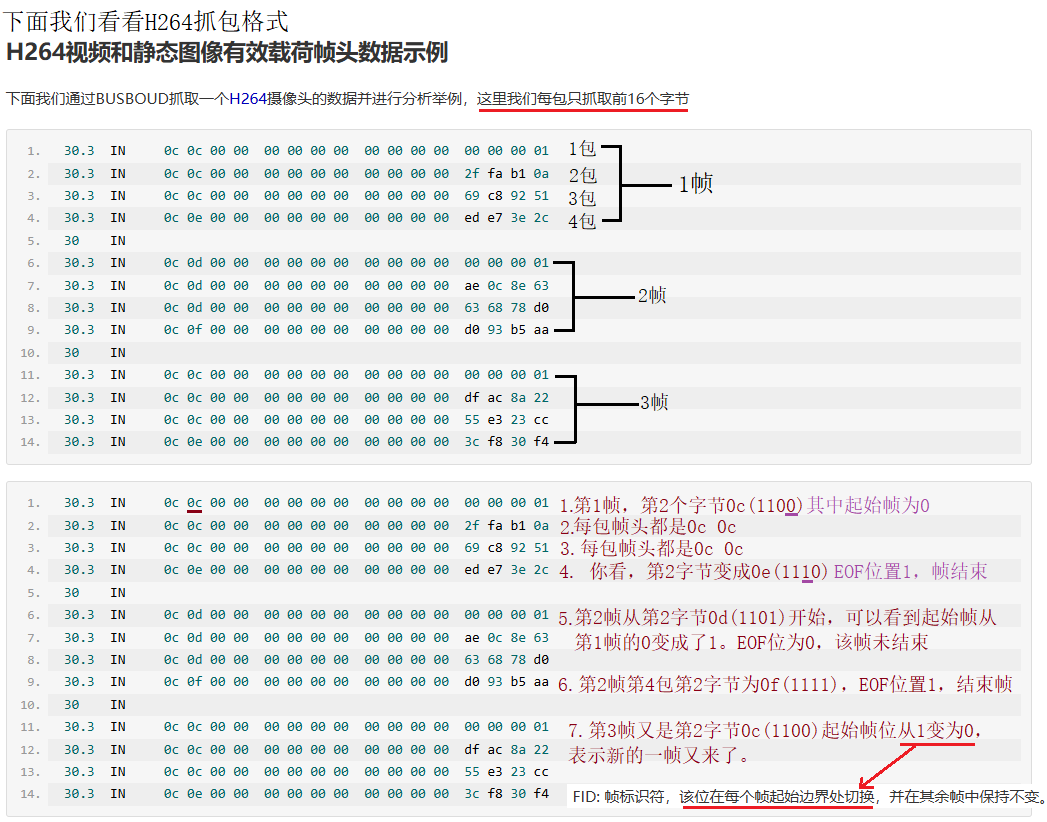 下面我们看看H264抓包格式
H264视频和静态图像有效载荷帧头数据示例
下面我们通过BUSBOUD抓取一个H264摄像头的数据并进行分析举例，这里我们每包只抓取前16个字节
1. 30.3 IN 0c 0c 00 00 00 00 00 00 00 00 00 00 00 00 00 01 1包
2. 30.3 IN 0c 0c 00 00 00 00 00 00 00 00 00 00 2f fa b1 0a 2包
1帧
3. 30.3 IN 0c 0c 00 00 00 00 00 00 00 00 00 00 69 c8 92 51 3包
4. 30.3 IN 0c 0e 00 00 00 00 00 00 00 00 00 00 ed e7 3e 2c 4包
5. 30 IN
6. 30.3 IN 0c 0d 00 00 00 00 00 00 00 00 00 00 00 00 00 01
7. 30.3 IN 0c 0d 00 00 00 00 00 00 00 00 00 00 ae 0c 8e 63
2帧
8. 30.3 IN 0c 0d 00 00 00 00 00 00 00 00 00 00 63 68 78 d0
9. 30.3 IN 0c 0f 00 00 00 00 00 00 00 00 00 00 d0 93 b5 aa
10. 30 IN
11. 30.3 IN 0c 0c 00 00 00 00 00 00 00 00 00 00 00 00 00 01
12. 30.3 IN 0c 0c 00 00 00 00 00 00 00 00 00 00 df ac 8a 22
3帧
13. 30.3 IN 0c 0c 00 00 00 00 00 00 00 00 00 00 55 e3 23 cc
14. 30.3 IN 0c 0e 00 00 00 00 00 00 00 00 00 00 3c f8 30 f4
1. 30.3 IN 0c 0c 00 00 00 00 00 00 00 00 00 00 00 00 00 01 1.第1帧，第2个字节0c(1100)其中起始帧为0
2. 30.3 IN 0c 0c 00 00 00 00 00 00 00 00 00 00 2f fa b1 0a 2.每包帧头都是0c 0c
3. 30.3 IN 0c 0c 00 00 00 00 00 00 00 00 00 00 69 c8 92 51 3. 每包帧头都是0c 0c
4. 30.3 IN 0c 0e 00 00 00 00 00 00 00 00 00 00 ed e7 3e 2c 4. 你看，第2字节变成0e(1110)EOF位置1，帧结束
5. 30 IN
6. 30.3 IN 0c 0d 00 00 00 00 00 00 00 00 00 00 00 00 00 01 5.第2帧从第2字节0d(1101)开始，可以看到起始帧从
7. 30.3 IN 0c 0d 00 00 00 00 00 00 00 00 00 00 ae 0c 8e 63 第1帧的0变成了1。EOF位为0，该帧未结束
8. 30.3 IN 0c 0d 00 00 00 00 00 00 00 00 00 00 63 68 78 d0
9. 30.3 IN 0c 0f 00 00 00 00 00 00 00 00 00 00 d0 93 b5 aa 6. 第2帧第4包第2字节为0f(1111)，EOF位置1，结束帧
10. 30 IN
11. 30.3 IN 0c 0c 00 00 00 00 00 00 00 00 00 00 00 00 00 01 7. 第3帧又是第2字节0c(1100)起始帧位从1变为0，
12. 30.3 IN 0c 0c 00 00 00 00 00 00 00 00 00 00 df ac 8a 22 表示新的一帧又来了。
13. 30.3 IN 0c 0c 00 00 00 00 00 00 00 00 00 00 55 e3 23 cc
14. 30.3 IN 0c 0e 00 00 00 00 00 00 00 00 00 00 3c f8 30 f4 FID: 帧标识符，该位在每个帧起始边界处切换，并在其余帧中保持不变。